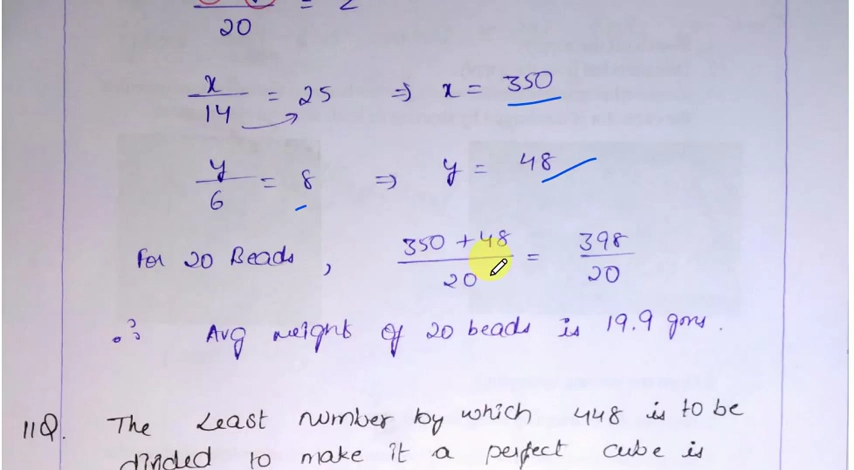 20 = 2
x/14 = 25 ⇒ x = 350
y/6 = 8 ⇒ y = 48
For 20 Beads, 350 + 48/20 = 398/20
∴ Avg weight of 20 beads is 19.9 gms.
11Q. The Least number by which 448 is to be
divided to make it a perfect cube is